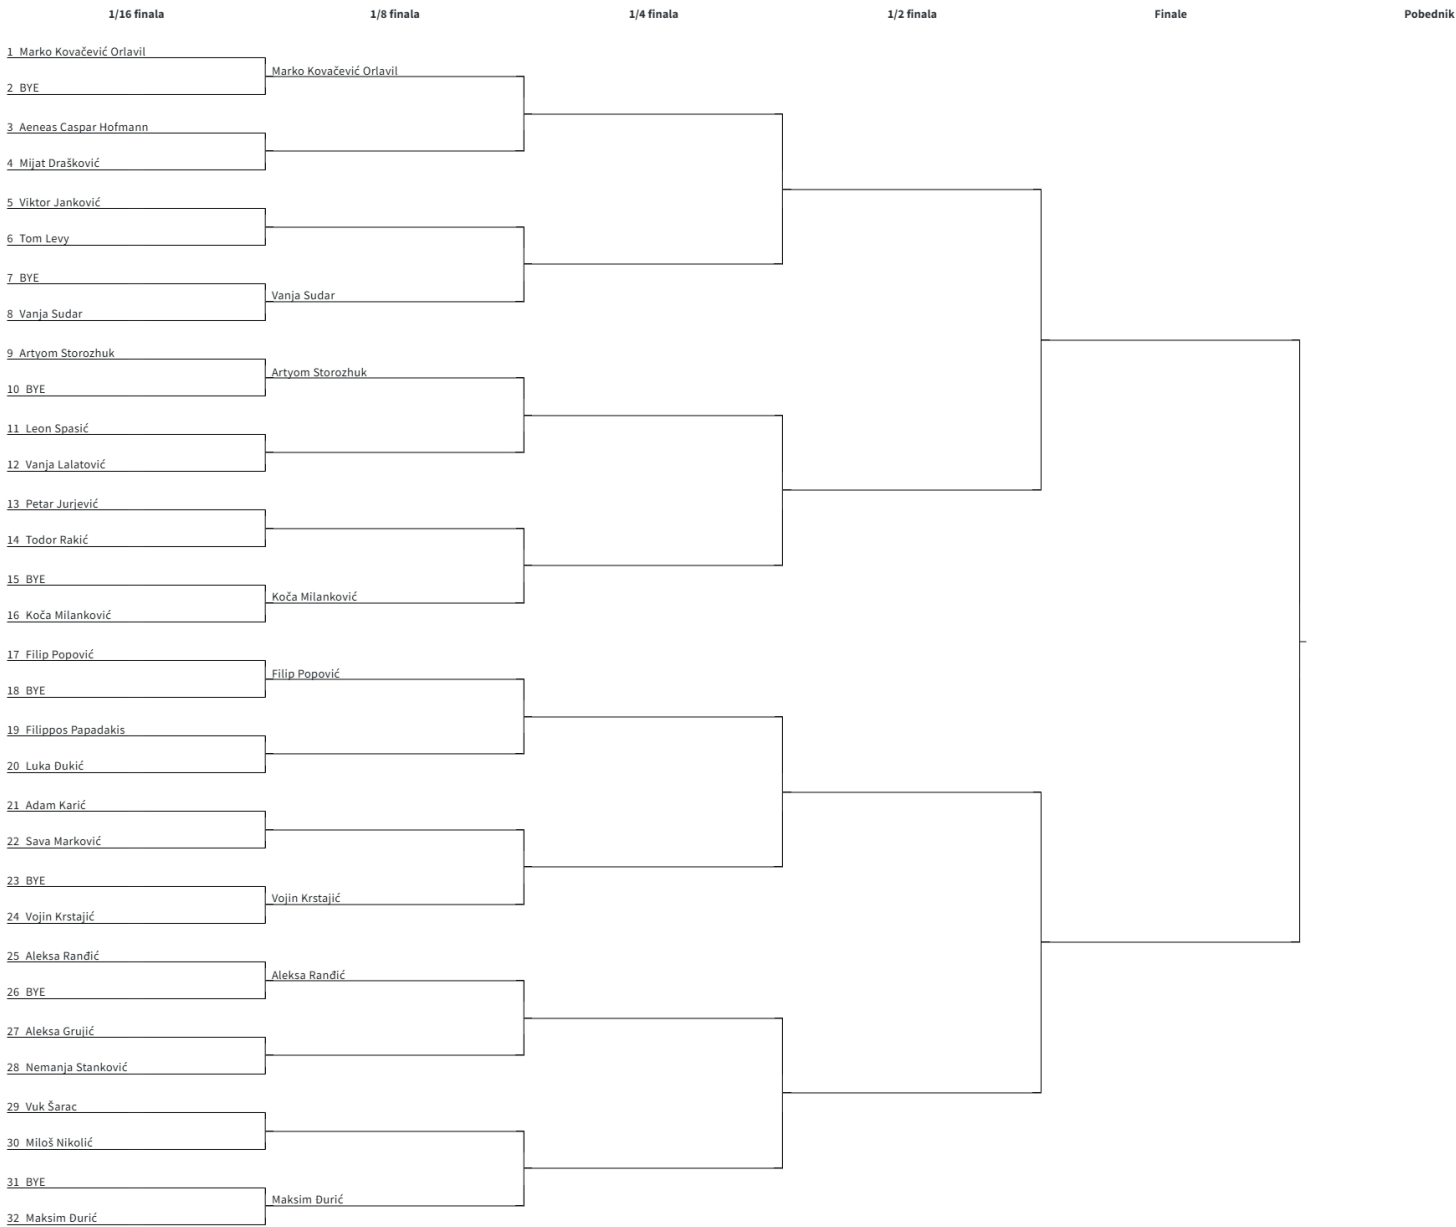 1/16 finala
1/8 finala
1/4 finala
1/2 finala
Finale
Pobednik
1 Marko Kovačević Orlavil
Marko Kovačević Orlavil
2 BYE
3 Aeneas Caspar Hofmann
4 Mijat Drašković
5 Viktor Janković
6 Tom Levy
7 BYE
Vanja Sudar
8 Vanja Sudar
9 Artyom Storozhuk
Artyom Storozhuk
10 BYE
11 Leon Spasić
12 Vanja Lalatović
13 Petar Jurjević
14 Todor Rakić
15 BYE
Koča Milanković
16 Koča Milanković
17 Filip Popović
Filip Popović
18 BYE
19 Filippos Papadakis
20 Luka Đukić
21 Adam Karić
22 Sava Marković
23 BYE
Vojin Krstajić
24 Vojin Krstajić
25 Aleksa Ranđić
Aleksa Ranđić
26 BYE
27 Aleksa Grujić
28 Nemanja Stanković
29 Vuk Šarac
30 Miloš Nikolić
31 BYE
Maksim Đurić
32 Maksim Đurić